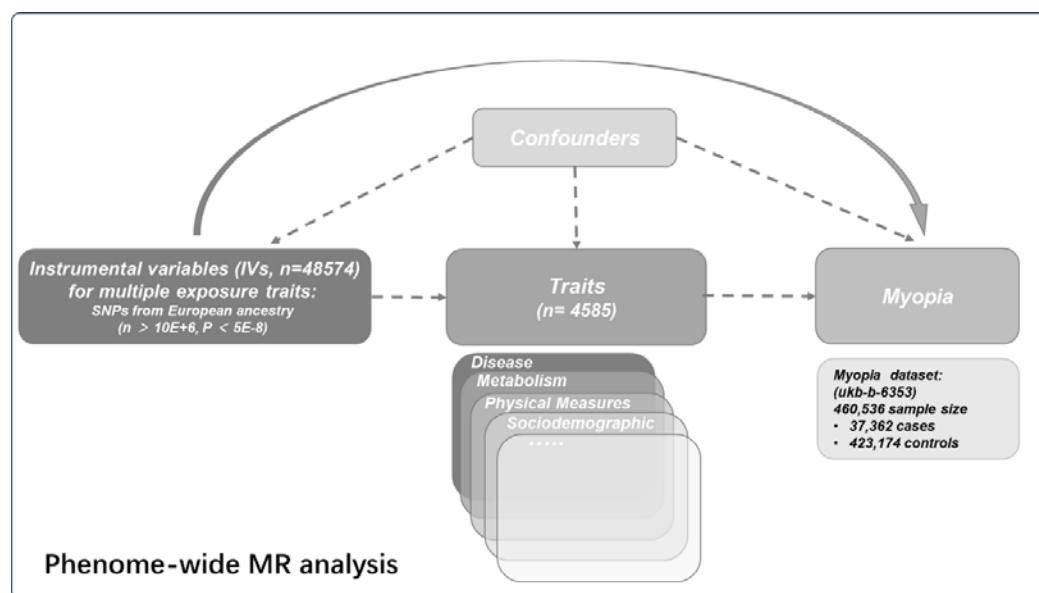 Confounders
Instrumental variables (IVs, n=48574)
for multiple exposure traits:
SNPs from European ancestry
(n > 10E+6, P < 5E-8)
Traits
(n= 4585)
Myopia
Disease
Metabolism
Physical Measures
Sociodemographic
.....
Myopia dataset:
(ukb-b-6353)
460,536 sample size
• 37,362 cases
• 423,174 controls
Phenome-wide MR analysis